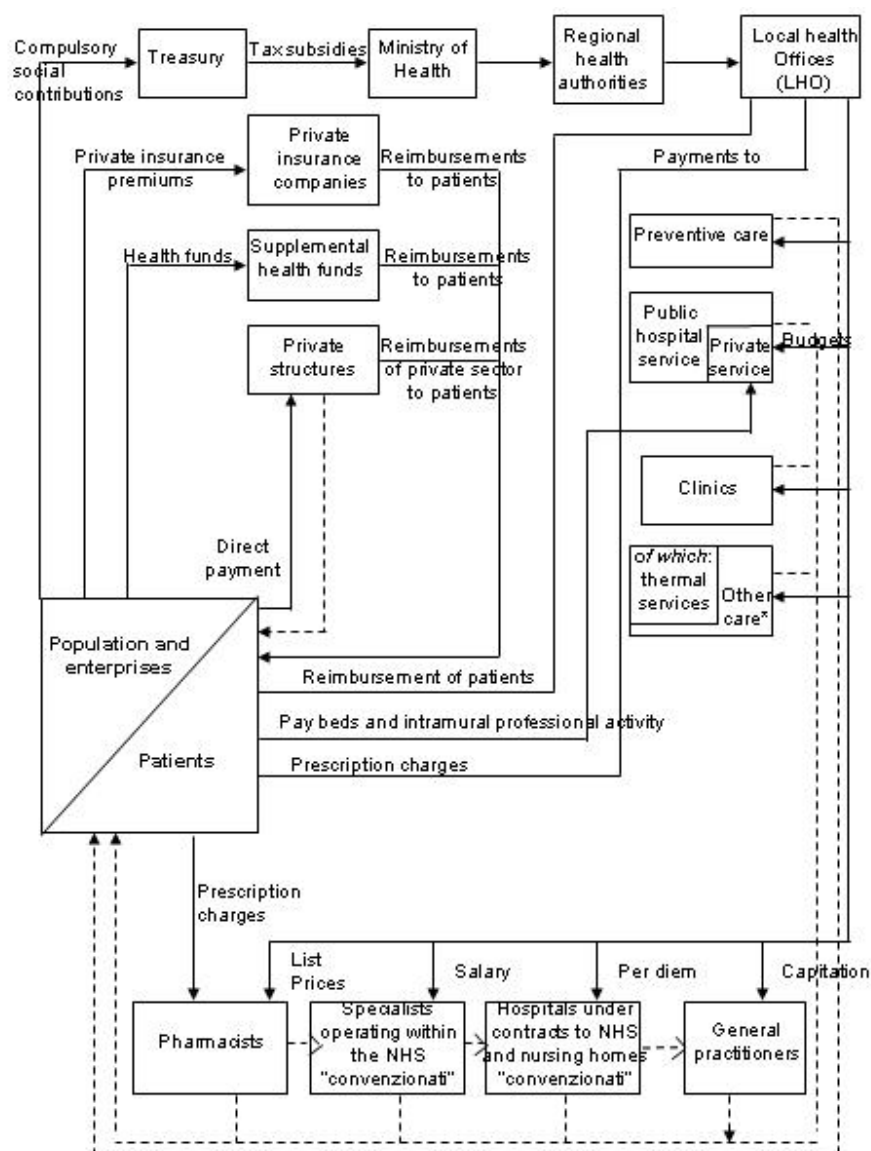 Compulsory
social
contributions
Treasury
Tax subsidies
Ministry of
Health
Regional
health
authorities
Local health
Offices
(LHO)
Private insurance
premiums
Private
insurance
companies
Reimbursements
to patients
Payments to
Health funds
Supplemental
health funds
Reimbursements
to patients
Preventive care
Private
structures
Reimbursements
of private sector
to patients
Public
hospital
service
Private
service
Budgets
Clinics
Direct
payment
of which:
thermal
services
Other
care*
Population and
enterprises
Patients
Reimbursement of patients
Pay beds and intramural professional activity
Prescription charges
Prescription
charges
List
Prices
Salary
Per diem
Capitation
Pharmacists
Specialists
operating within
the NHS
"convenzionati"
Hospitals under
contracts to NHS
and nursing homes
"convenzionati"
General
practitioners